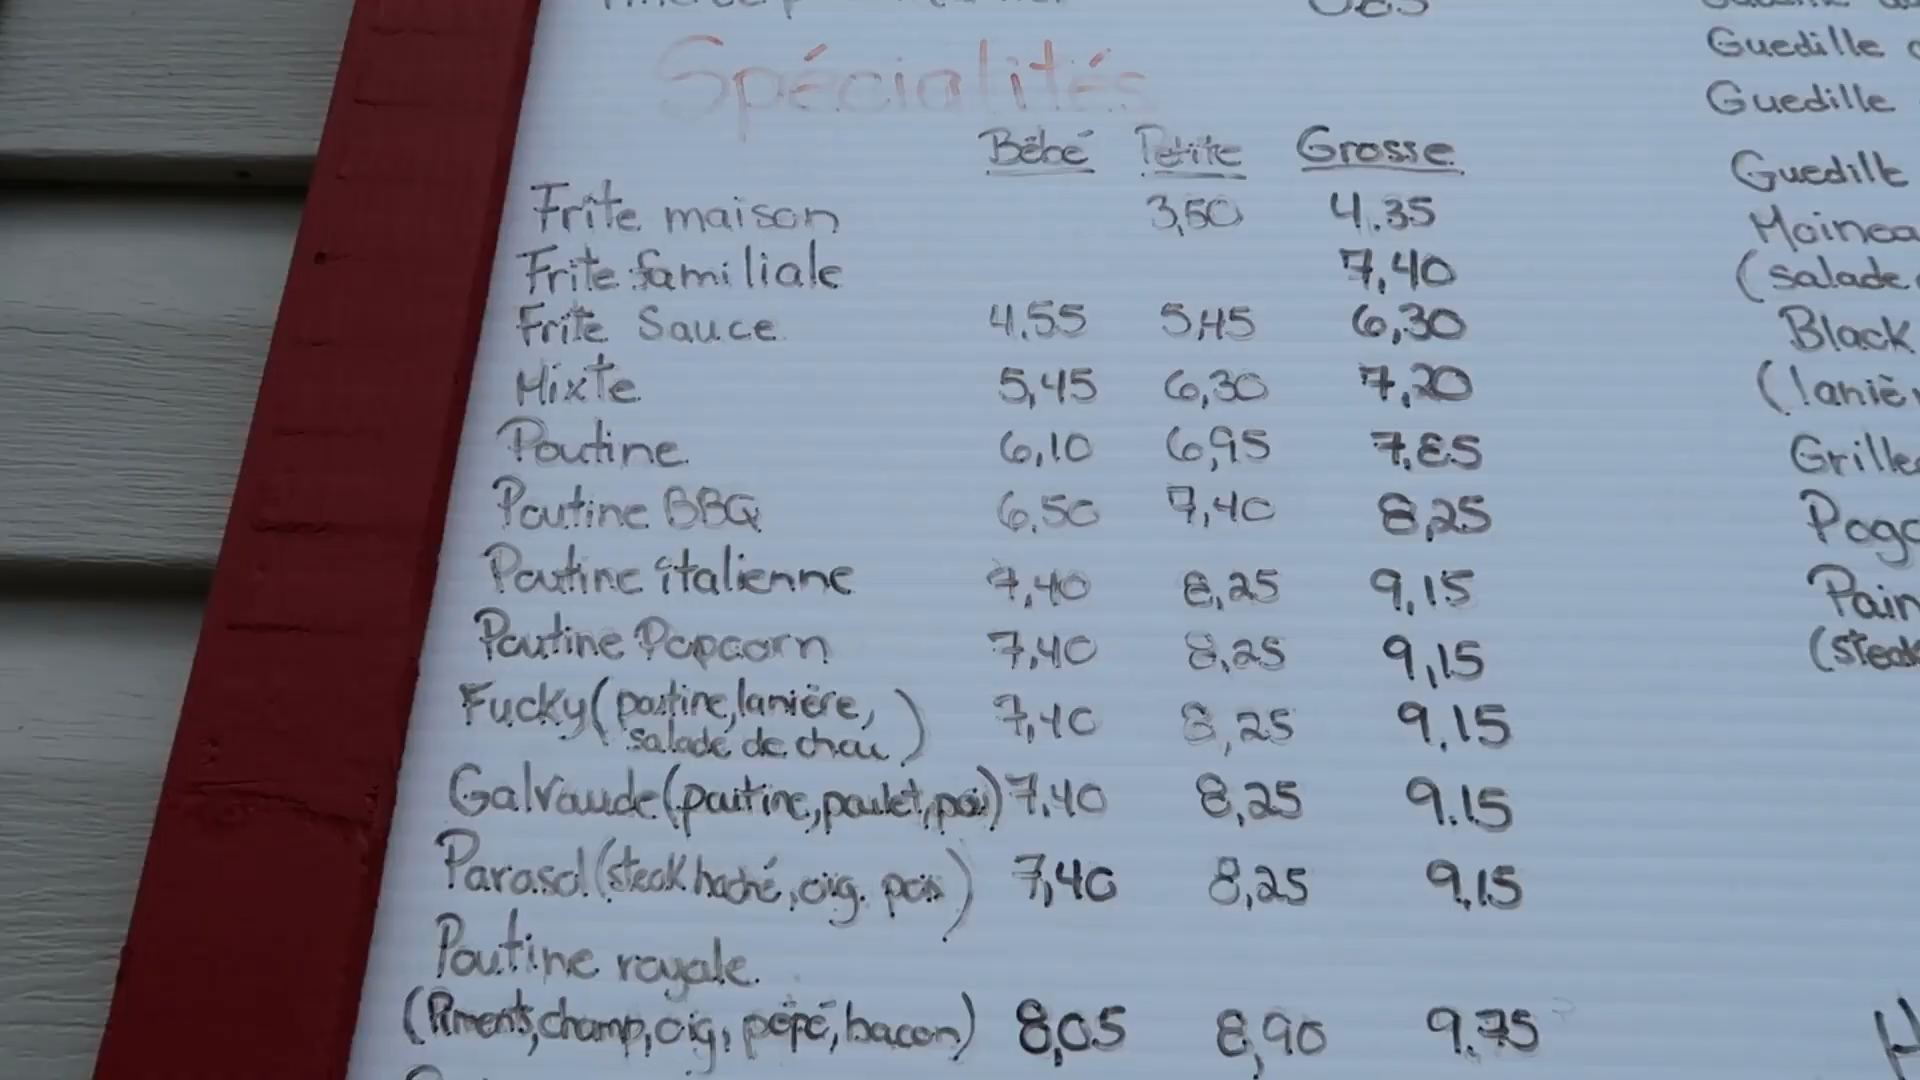 Spécialités
Bébé Petite Grosse
Frite maison 3,50 4.35
Frite familiale 7,40
Frite Sauce 4.55 5,45 6,30
Mixte 5,45 6,30 7,20
Poutine 6,10 6,95 7.85
Poutine BBQ 6.50 7,40 8,25
Poutine italienne 7,40 8,25 9,15
Poutine Popcorn 7,40 8,25 9,15
Fucky (poutine, lanière, salade de chou) 7,40 8,25 9.15
Galvaude (poutine, poulet, pois) 7.40 8,25 9.15
Parasol (steak haché, oig. pois) 7,40 8,25 9,15
Poutine royale
(Piments, champ, oig, pépé, bacon) 8,05 8,90 9.75
Guedille
Guedille
Guedille
(salade
Black